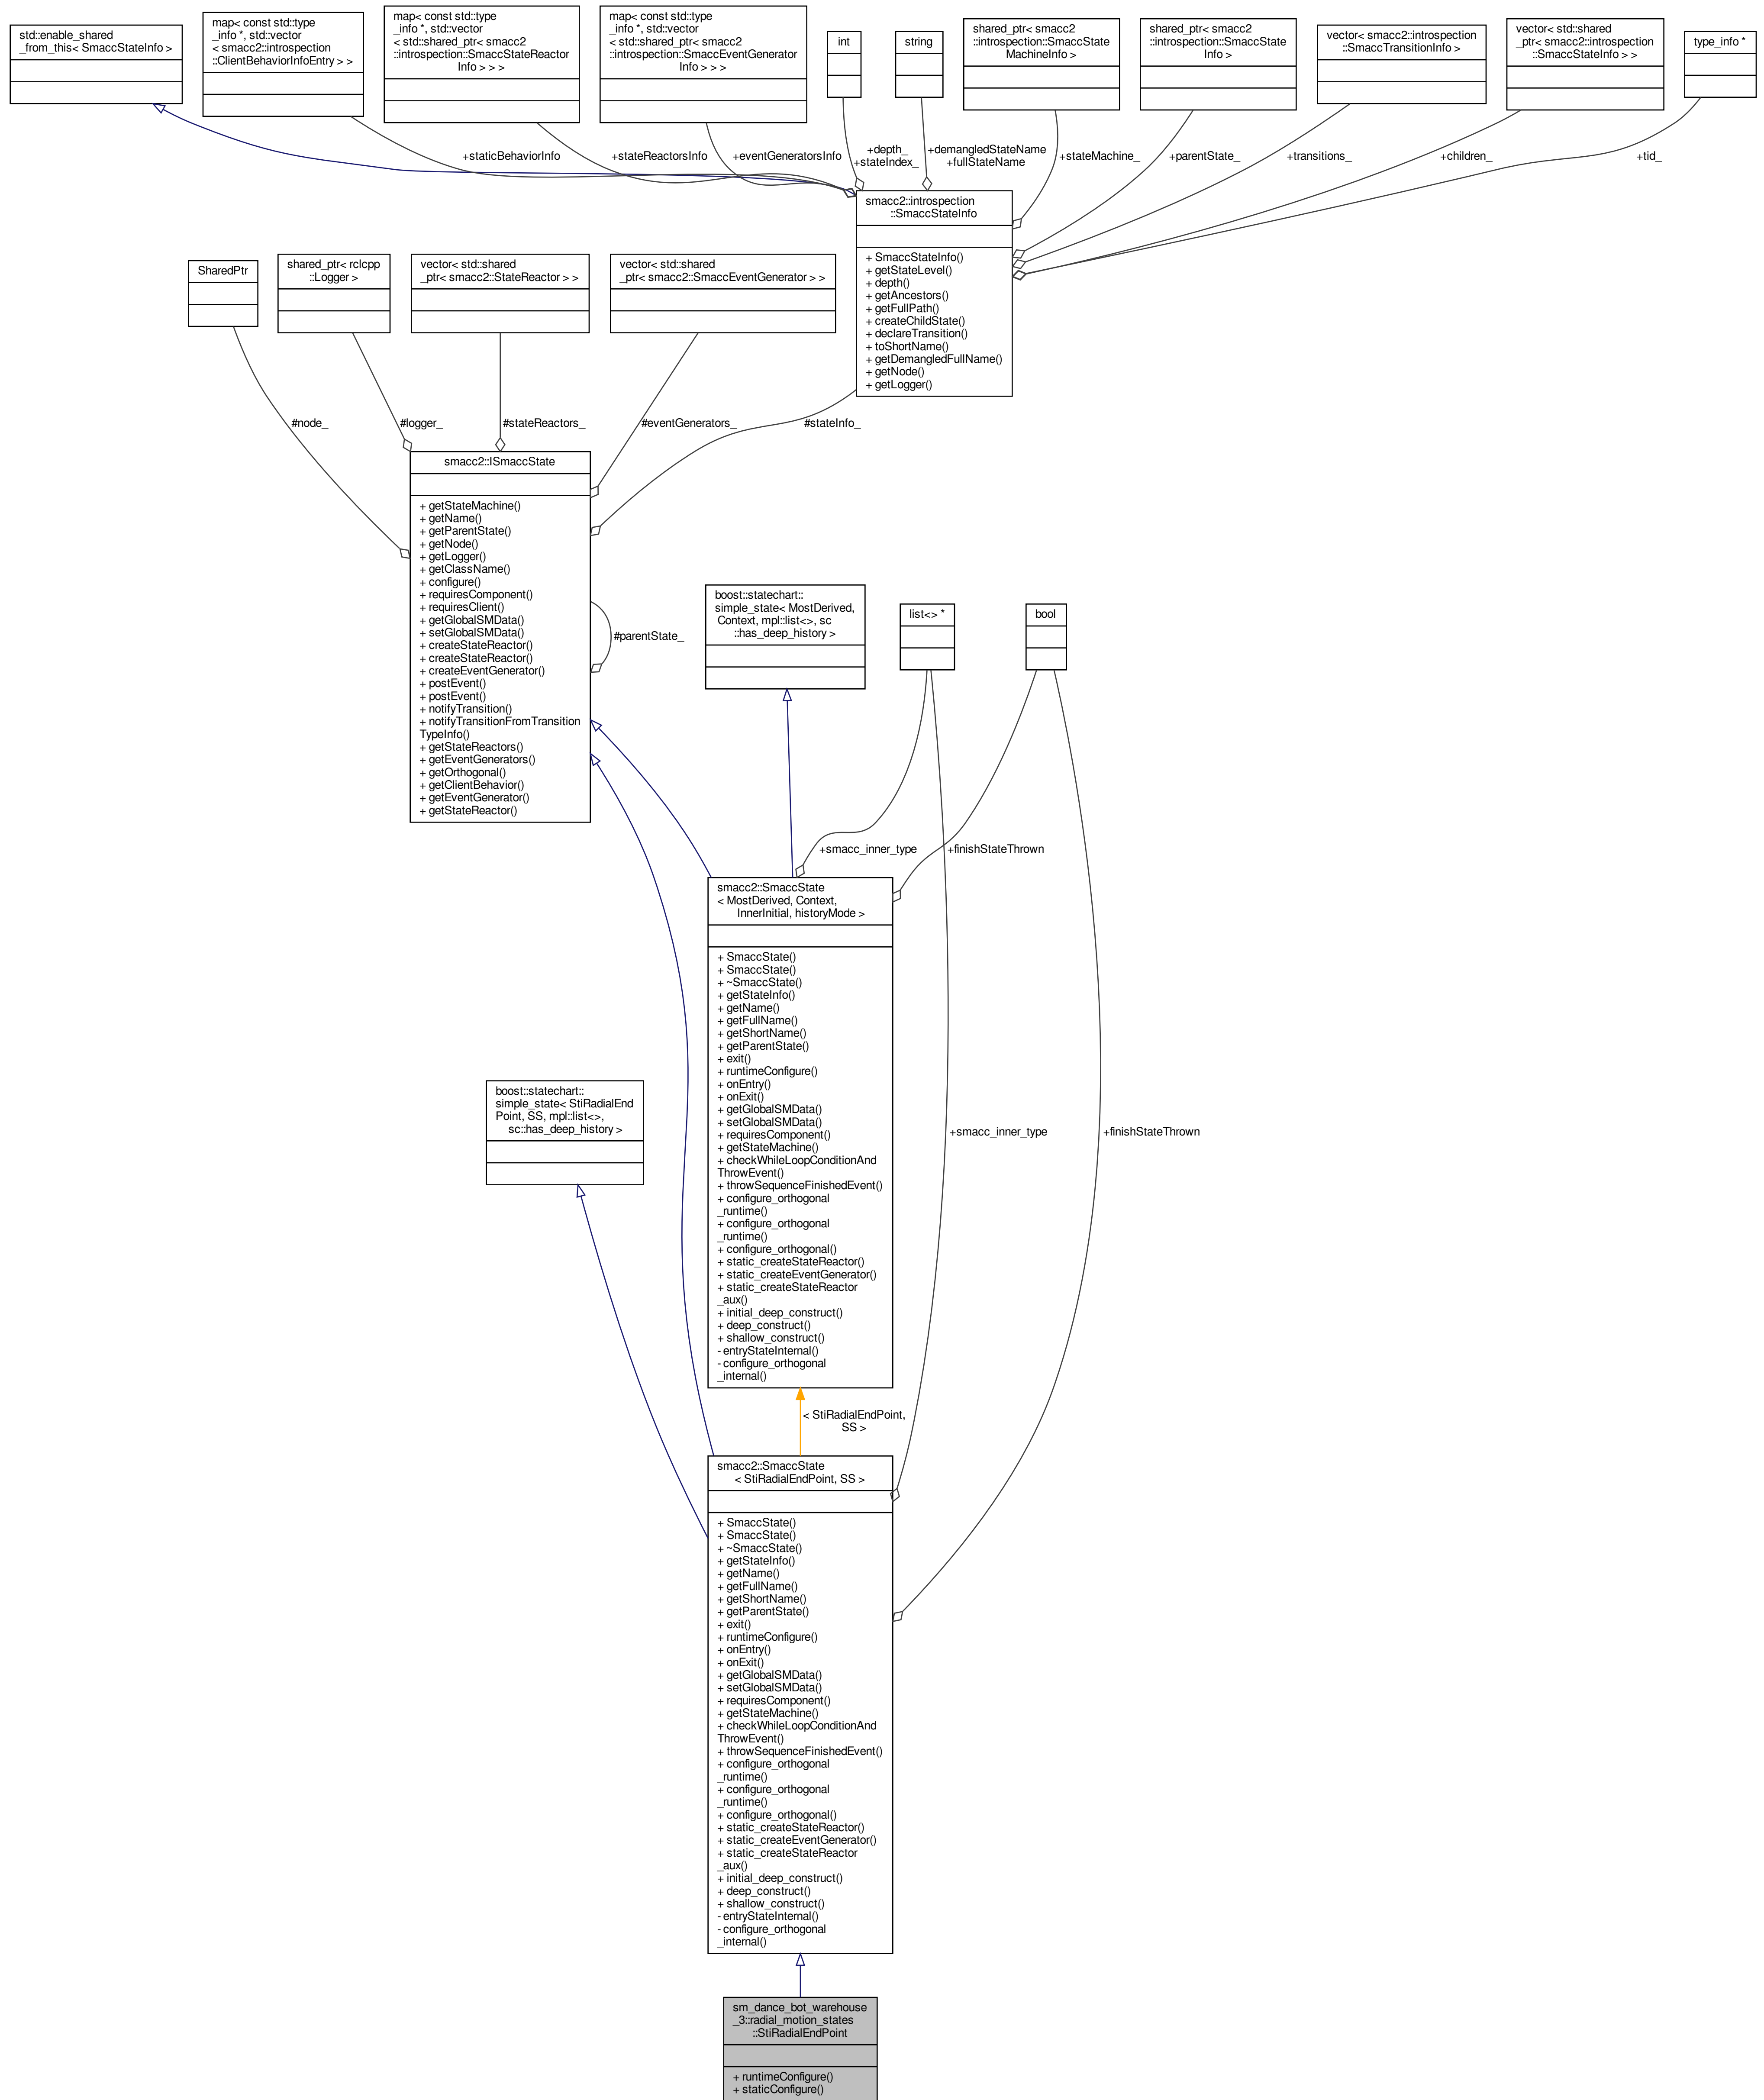 std::enable_shared
_from_this< SmaccStateInfo >
map< const std::type
_info *, std::vector
< smacc2::introspection
::ClientBehaviorInfoEntry > >
map< const std::type
_info *, std::vector
< std::shared_ptr< smacc2
::introspection::SmaccStateReactor
Info > > >
map< const std::type
_info *, std::vector
< std::shared_ptr< smacc2
::introspection::SmaccEventGenerator
Info > > >
int
string
shared_ptr< smacc2
::introspection::SmaccState
MachineInfo >
shared_ptr< smacc2
::introspection::SmaccState
Info >
vector< smacc2::introspection
::SmaccTransitionInfo >
vector< std::shared
_ptr< smacc2::introspection
::SmaccStateInfo > >
type_info *
+staticBehaviorInfo
+stateReactorsInfo
+eventGeneratorsInfo
+depth_
+stateIndex_
+demangledStateName
+fullStateName
+stateMachine_
+parentState_
+transitions_
+children_
+tid_
smacc2::introspection
::SmaccStateInfo
+ SmaccStateInfo()
+ getStateLevel()
+ depth()
+ getAncestors()
+ getFullPath()
+ createChildState()
+ declareTransition()
+ toShortName()
+ getDemangledFullName()
+ getNode()
+ getLogger()
SharedPtr
shared_ptr< rclcpp
::Logger >
vector< std::shared
_ptr< smacc2::StateReactor > >
vector< std::shared
_ptr< smacc2::SmaccEventGenerator > >
#node_
#logger_
#stateReactors_
#eventGenerators_
#stateInfo_
smacc2::ISmaccState
+ getStateMachine()
+ getName()
+ getParentState()
+ getNode()
+ getLogger()
+ getClassName()
+ configure()
+ requiresComponent()
+ requiresClient()
+ getGlobalSMData()
+ setGlobalSMData()
+ createStateReactor()
+ createStateReactor()
+ createEventGenerator()
+ postEvent()
+ postEvent()
+ notifyTransition()
+ notifyTransitionFromTransition
TypeInfo()
+ getStateReactors()
+ getEventGenerators()
+ getOrthogonal()
+ getClientBehavior()
+ getEventGenerator()
+ getStateReactor()
#parentState_
boost::statechart::
simple_state< MostDerived,
Context, mpl::list<>, sc
::has_deep_history >
list<> *
bool
+smacc_inner_type
+finishStateThrown
smacc2::SmaccState
< MostDerived, Context,
InnerInitial, historyMode >
+ SmaccState()
+ SmaccState()
+ ~SmaccState()
+ getStateInfo()
+ getName()
+ getFullName()
+ getShortName()
+ getParentState()
+ exit()
+ runtimeConfigure()
+ onEntry()
+ onExit()
+ getGlobalSMData()
+ setGlobalSMData()
+ requiresComponent()
+ getStateMachine()
+ checkWhileLoopConditionAnd
ThrowEvent()
+ throwSequenceFinishedEvent()
+ configure_orthogonal
_runtime()
+ configure_orthogonal
_runtime()
+ configure_orthogonal()
+ static_createStateReactor()
+ static_createEventGenerator()
+ static_createStateReactor
_aux()
+ initial_deep_construct()
+ deep_construct()
+ shallow_construct()
- entryStateInternal()
- configure_orthogonal
_internal()
boost::statechart::
simple_state< StiRadialEnd
Point, SS, mpl::list<>,
sc::has_deep_history >
+smacc_inner_type
+finishStateThrown
< StiRadialEndPoint,
SS >
smacc2::SmaccState
< StiRadialEndPoint, SS >
+ SmaccState()
+ SmaccState()
+ ~SmaccState()
+ getStateInfo()
+ getName()
+ getFullName()
+ getShortName()
+ getParentState()
+ exit()
+ runtimeConfigure()
+ onEntry()
+ onExit()
+ getGlobalSMData()
+ setGlobalSMData()
+ requiresComponent()
+ getStateMachine()
+ checkWhileLoopConditionAnd
ThrowEvent()
+ throwSequenceFinishedEvent()
+ configure_orthogonal
_runtime()
+ configure_orthogonal
_runtime()
+ configure_orthogonal()
+ static_createStateReactor()
+ static_createEventGenerator()
+ static_createStateReactor
_aux()
+ initial_deep_construct()
+ deep_construct()
+ shallow_construct()
- entryStateInternal()
- configure_orthogonal
_internal()
sm_dance_bot_warehouse
_3::radial_motion_states
::StiRadialEndPoint
+ runtimeConfigure()
+ staticConfigure()